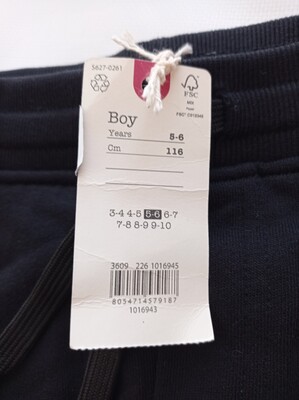 5627-0261
FSC
MIX
Boy
Years 5-6
Cm 116
3-4 4-5 5-6 6-7
7-8 8-9 9-10
3609... 226 1016945
8054714579187
1016943